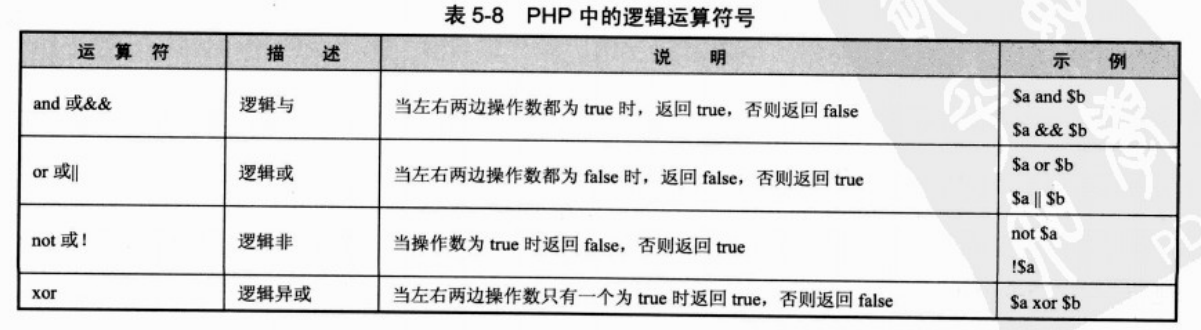 表 5-8 PHP 中的逻辑运算符号
运 算 符 描 述 说 明 示 例
and 或&& 逻辑与 当左右两边操作数都为 true 时，返回 true，否则返回 false $a and $b
$a && $b
or 或|| 逻辑或 当左右两边操作数都为 false 时，返回 false，否则返回 true $a or $b
$a || $b
not 或! 逻辑非 当操作数为 true 时返回 false，否则返回 true not $a
!$a
xor 逻辑异或 当左右两边操作数只有一个为 true 时返回 true，否则返回 false $a xor $b